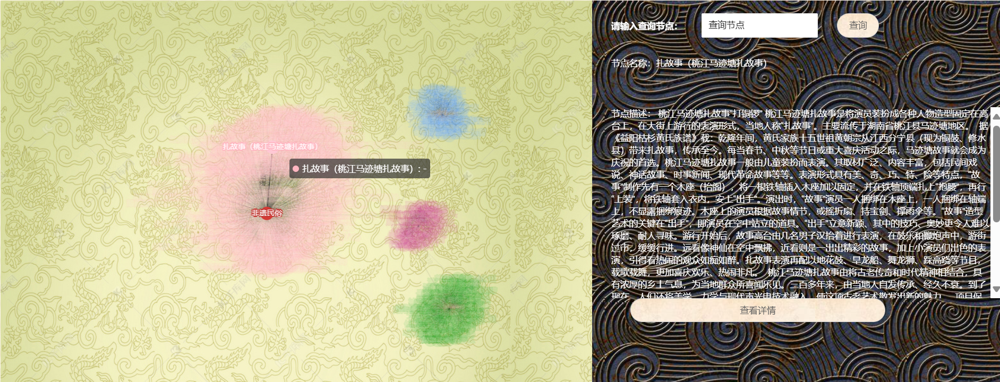 请输入查询节点：
查询节点
查询
节点名称：扎故事（桃江马迹塘扎故事）
扎故事（桃江马迹塘扎故事）
扎故事（桃江马迹塘扎故事）: -
非遗民俗
节点描述： 桃江马迹塘扎故事“打铜锣” 桃江马迹塘扎故事是将演员装扮成各种人物造型固定在高
台上，在大街上游行的表演形式，当地人称“扎故事”。主要流传于湖南省桃江县马迹塘地区。 据
《益阳枯杉黄氏族谱》载：乾隆年间，黄氏家族十五世祖黄朝宗从江西分宁县（现为铜鼓、修水
县）带来扎故事，传承至今。每当春节、中秋等节日或重大喜庆活动之际，马迹塘故事就会成为
庆祝的首选。桃江马迹塘扎故事一般由儿童装扮而表演。其取材广泛、内容丰富，包括民间戏
说、神话故事、时事新闻、现代革命故事等等。表演形式具有美、奇、巧、特、险等特点，“故
事”制作先有一个木座（抬阁），将一根铁轴插入木座加以固定，并在铁轴顶端扎上“抱腰”，再行
“上装”，将铁轴套入衣内，安上“出手”。演出时，“故事”演员一人捆绑在木座上，一人捆绑在轴端
上，不显露捆绑痕迹。木座上的演员根据故事情节，或摇折扇、持宝剑、撑雨伞等。“故事”造型
艺术的关键在“出手”，即演员在空中站立的道具。“出手”立意新颖、其中的技巧、奥妙更令人难以
琢磨、耐人寻味。游行开始后，故事高台由几名男子汉抬着进行表演，在鼓乐和鞭炮声中，游街
过市，缓缓行进。远看像神仙在空中飘拂，近看则是一出出精彩的故事，加上小演员们出色的表
演，引得看热闹的观众如痴如醉。扎故事表演再配以地花鼓、旱龙船、舞龙狮、踩高跷等节目，
载歌载舞，更加喜庆欢乐、热闹非凡。 桃江马迹塘扎故事由将古老传奇和时代精神相结合，具
有浓厚的乡土气息，为当地群众所喜闻乐见。三百多年来，由当地人自发传承、经久不衰。到了
现在，人们还将美学、力学与现代声光电技术融入，使这项古老艺术散发出新的魅力。 项目保
查看详情